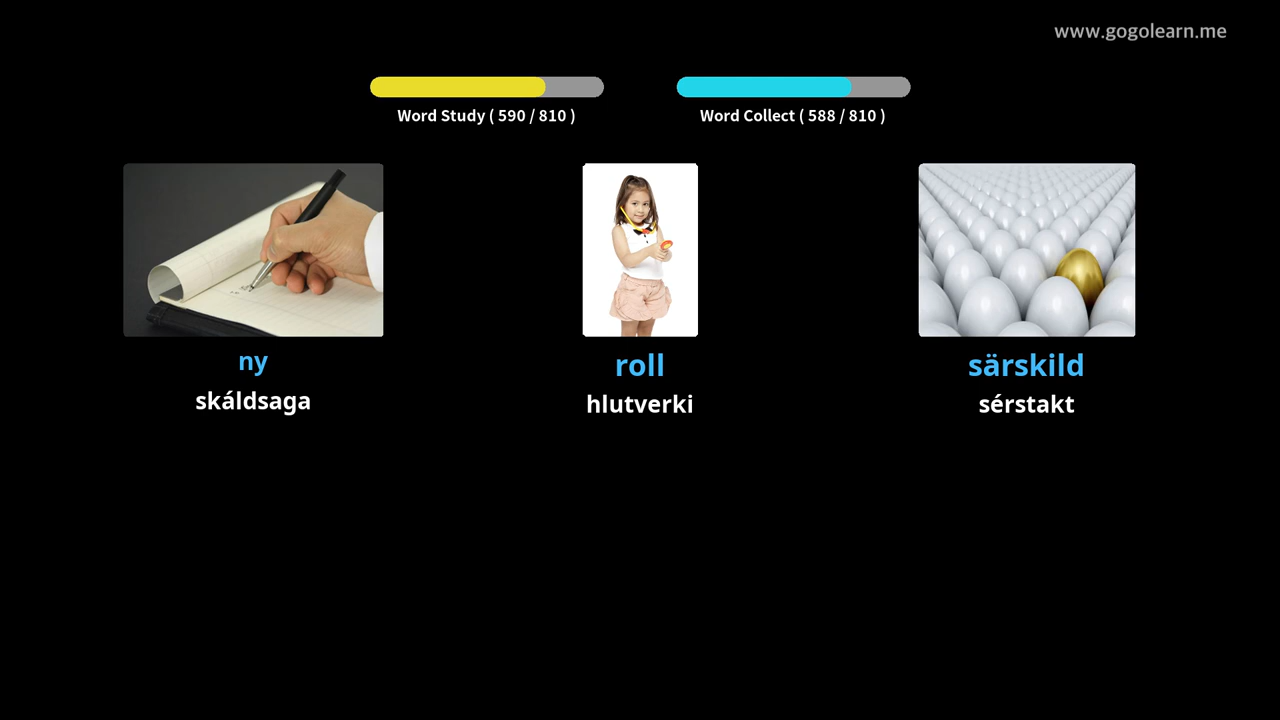 www.gogolearn.me
Word Study ( 590 / 810 )
Word Collect ( 588 / 810 )
ny
skáldsaga
roll
hlutverki
särskild
sérstakt